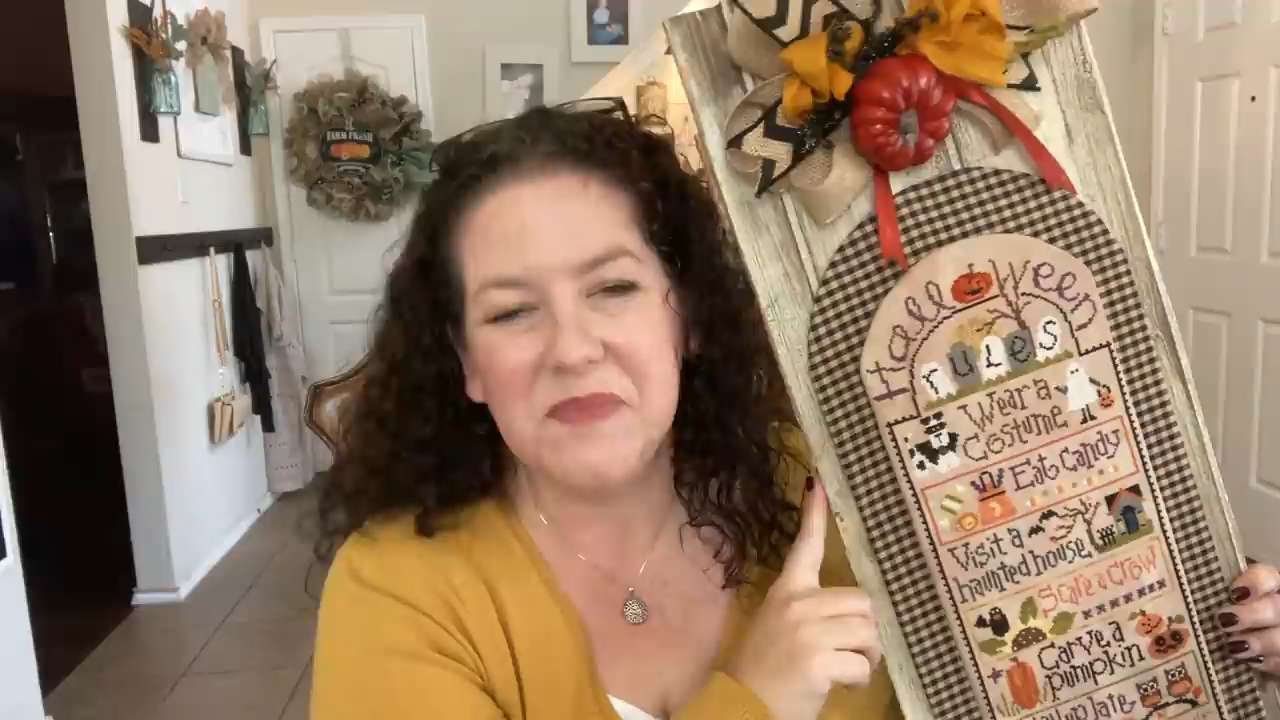 FARM FRESH
Halloween
rules
Wear a
Costume
Eat candy
Visit a
haunted house
Scare a Crow
Carve a
pumpkin